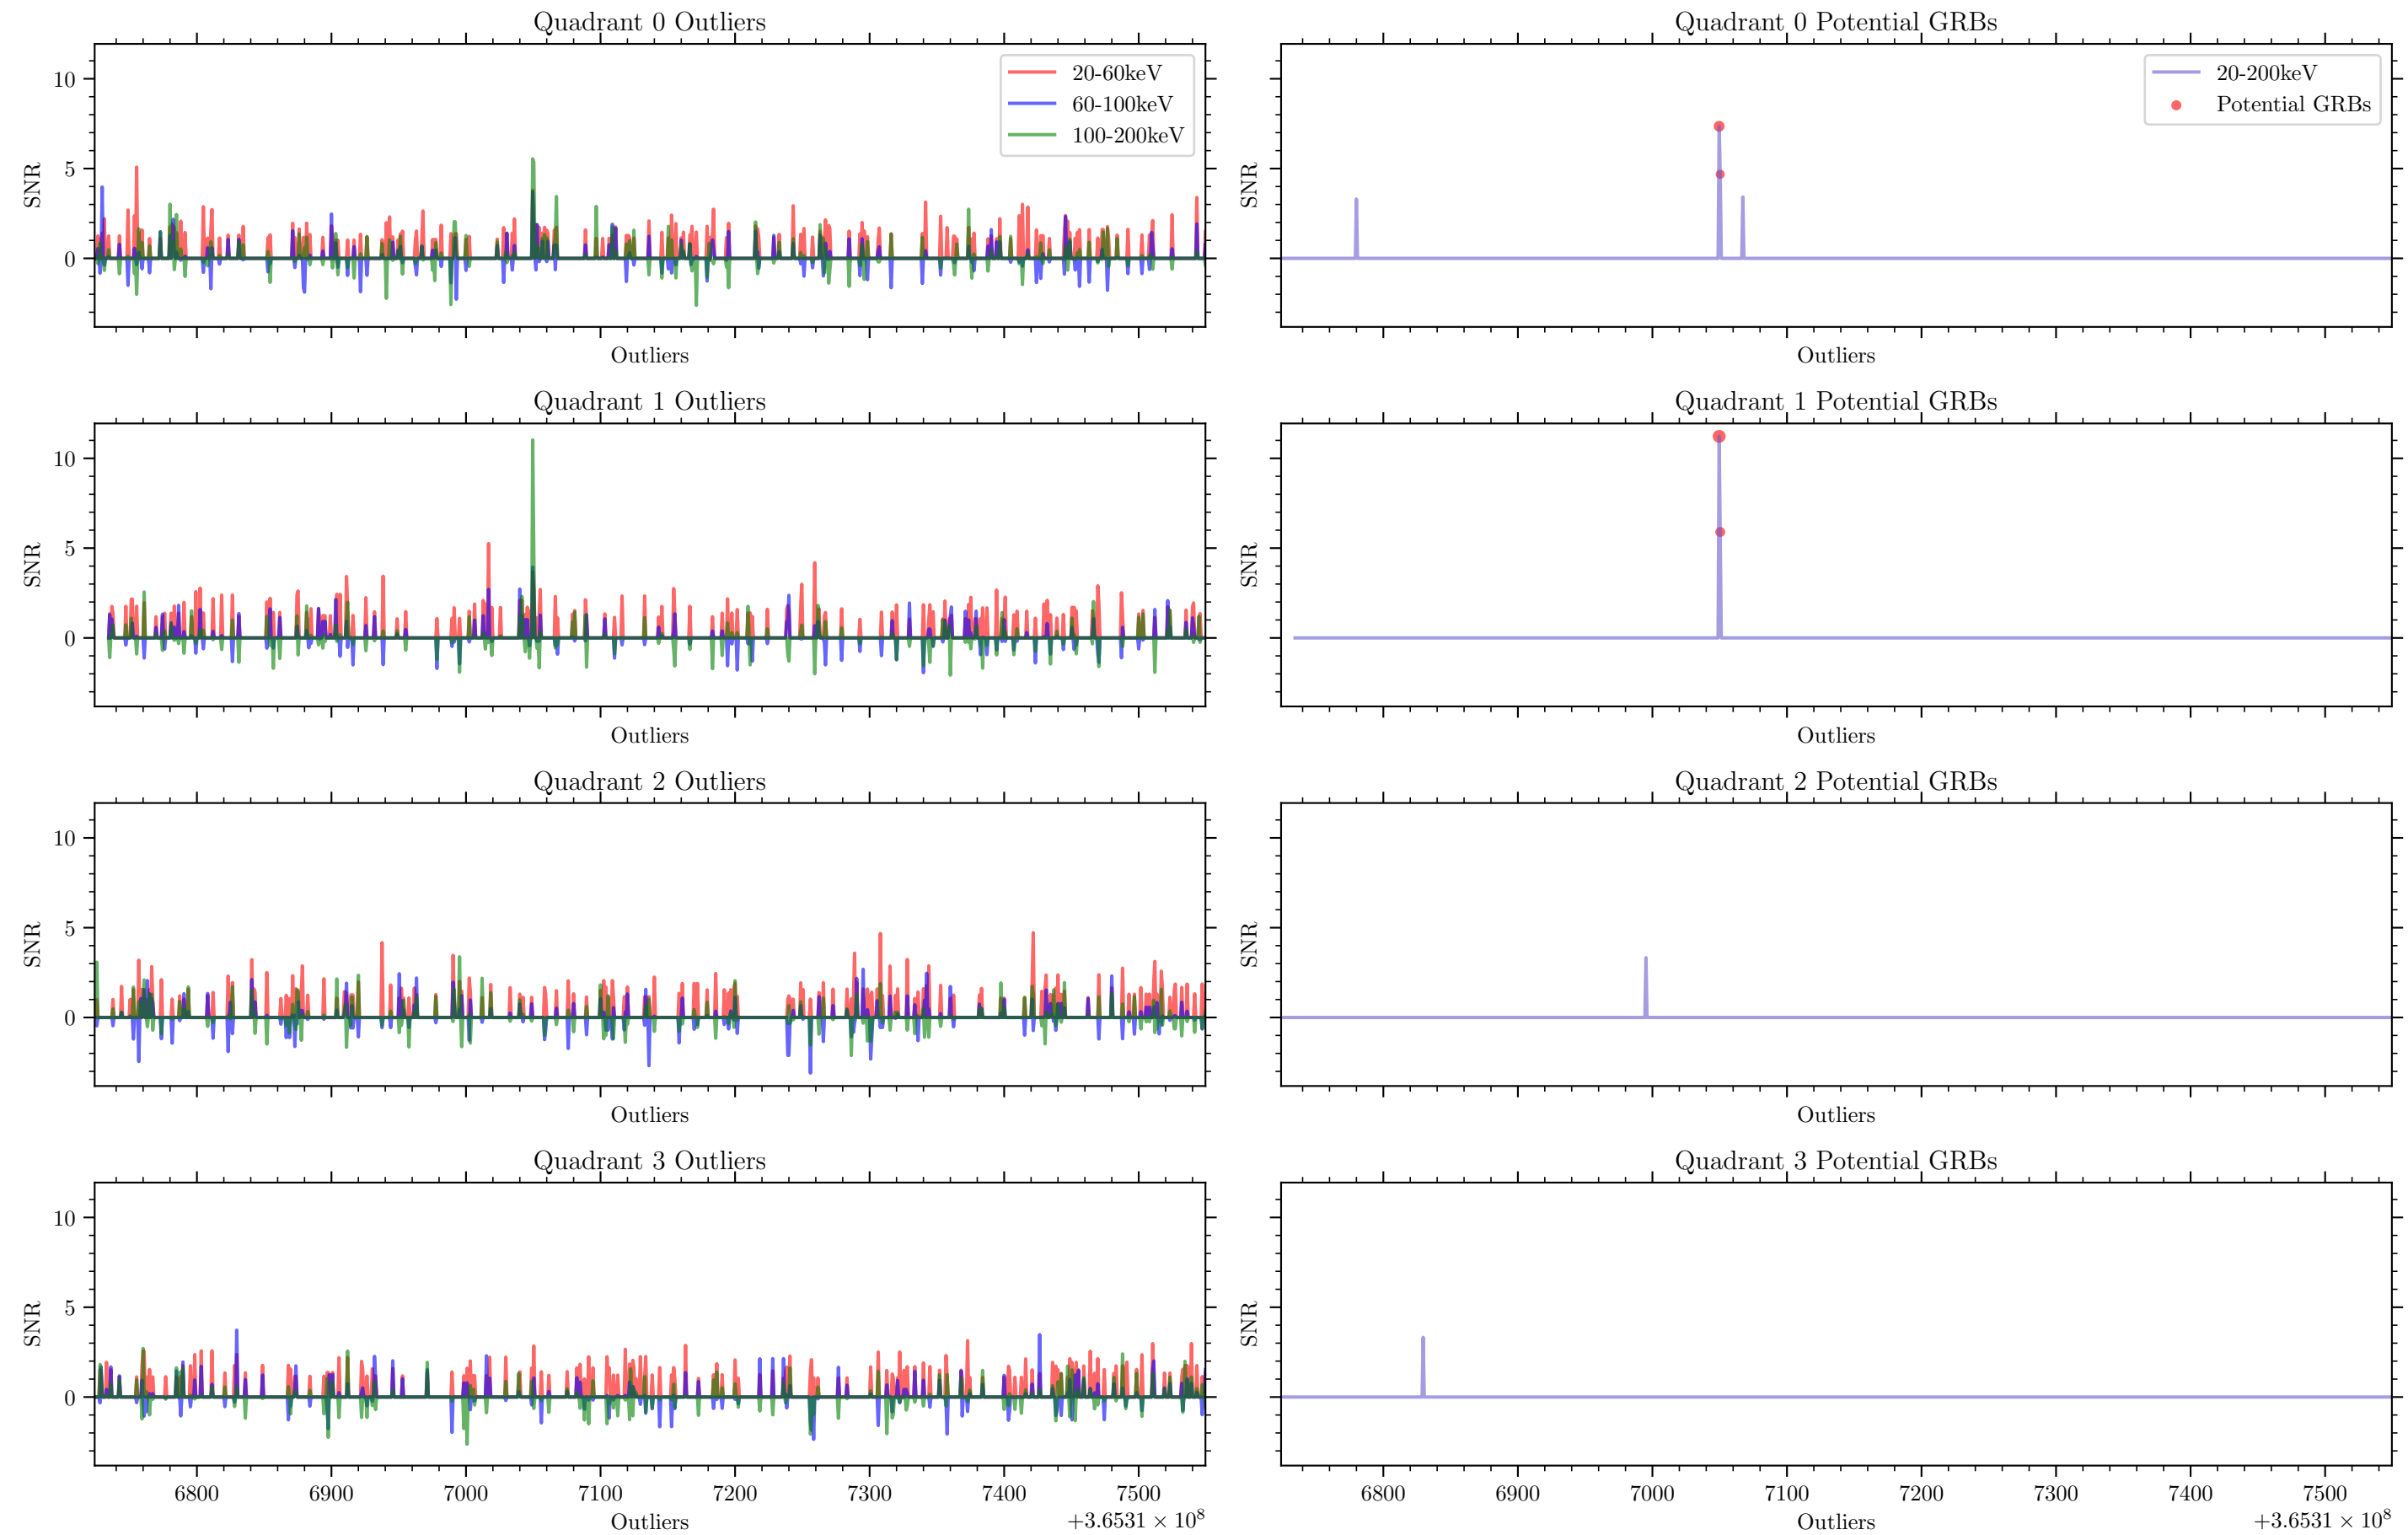 Quadrant 0 Outliers
10
5
0
SNR
20-60keV
60-100keV
100-200keV
Outliers
Quadrant 0 Potential GRBs
SNR
20-200keV
Potential GRBs
Outliers
Quadrant 1 Outliers
10
5
0
SNR
Outliers
Quadrant 1 Potential GRBs
SNR
Outliers
Quadrant 2 Outliers
10
5
0
SNR
Outliers
Quadrant 2 Potential GRBs
SNR
Outliers
Quadrant 3 Outliers
10
5
0
SNR
6800 6900 7000 7100 7200 7300 7400 7500
Outliers
+3.6531 × 10⁸
Quadrant 3 Potential GRBs
SNR
6800 6900 7000 7100 7200 7300 7400 7500
Outliers
+3.6531 × 10⁸